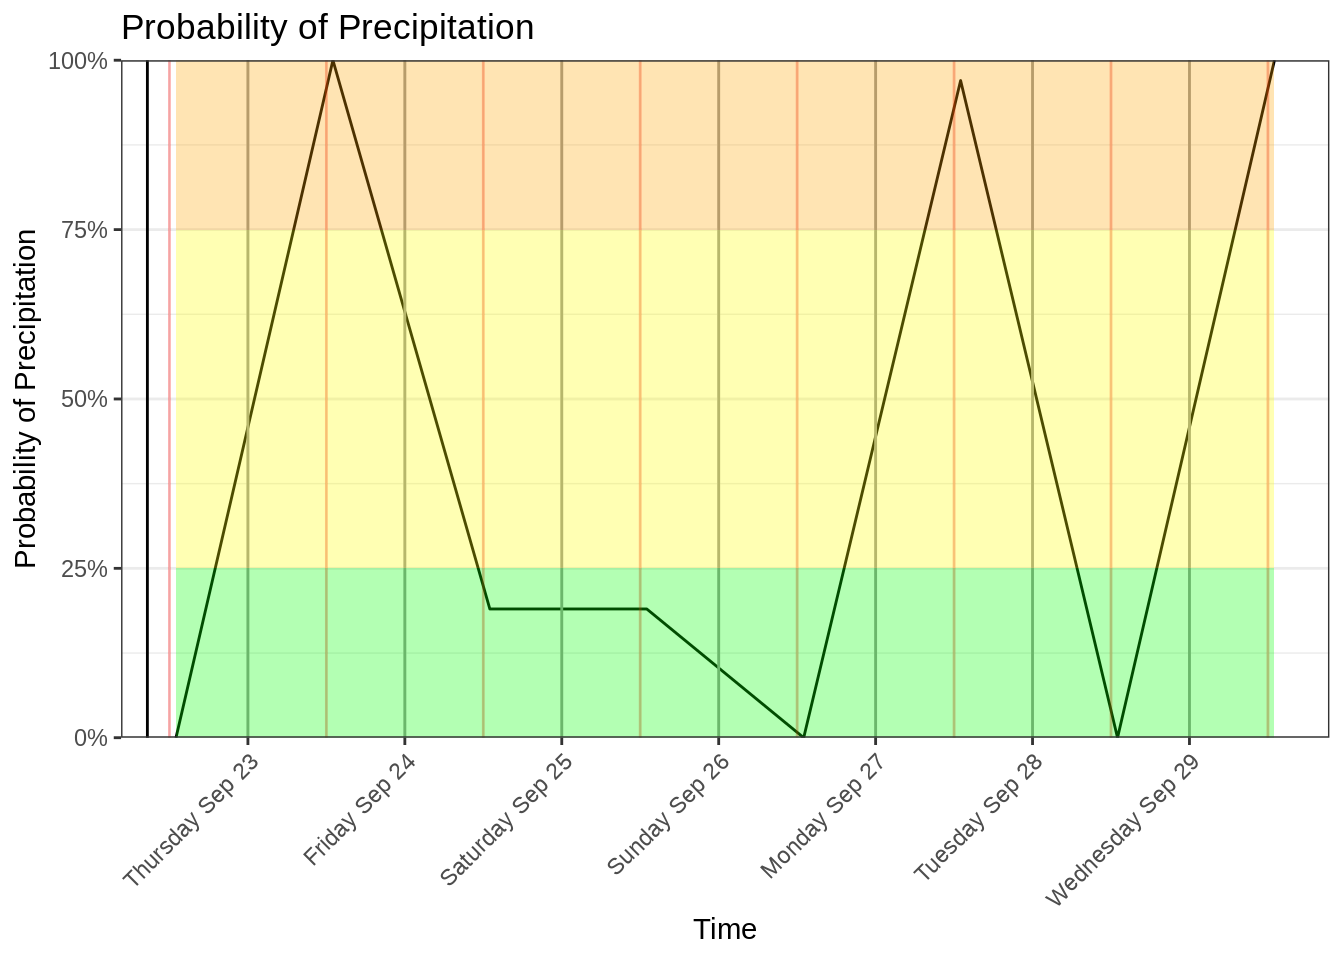 Probability of Precipitation
Probability of Precipitation
100%
75%
50%
25%
0%
Thursday Sep 23
Friday Sep 24
Saturday Sep 25
Sunday Sep 26
Monday Sep 27
Tuesday Sep 28
Wednesday Sep 29
Time